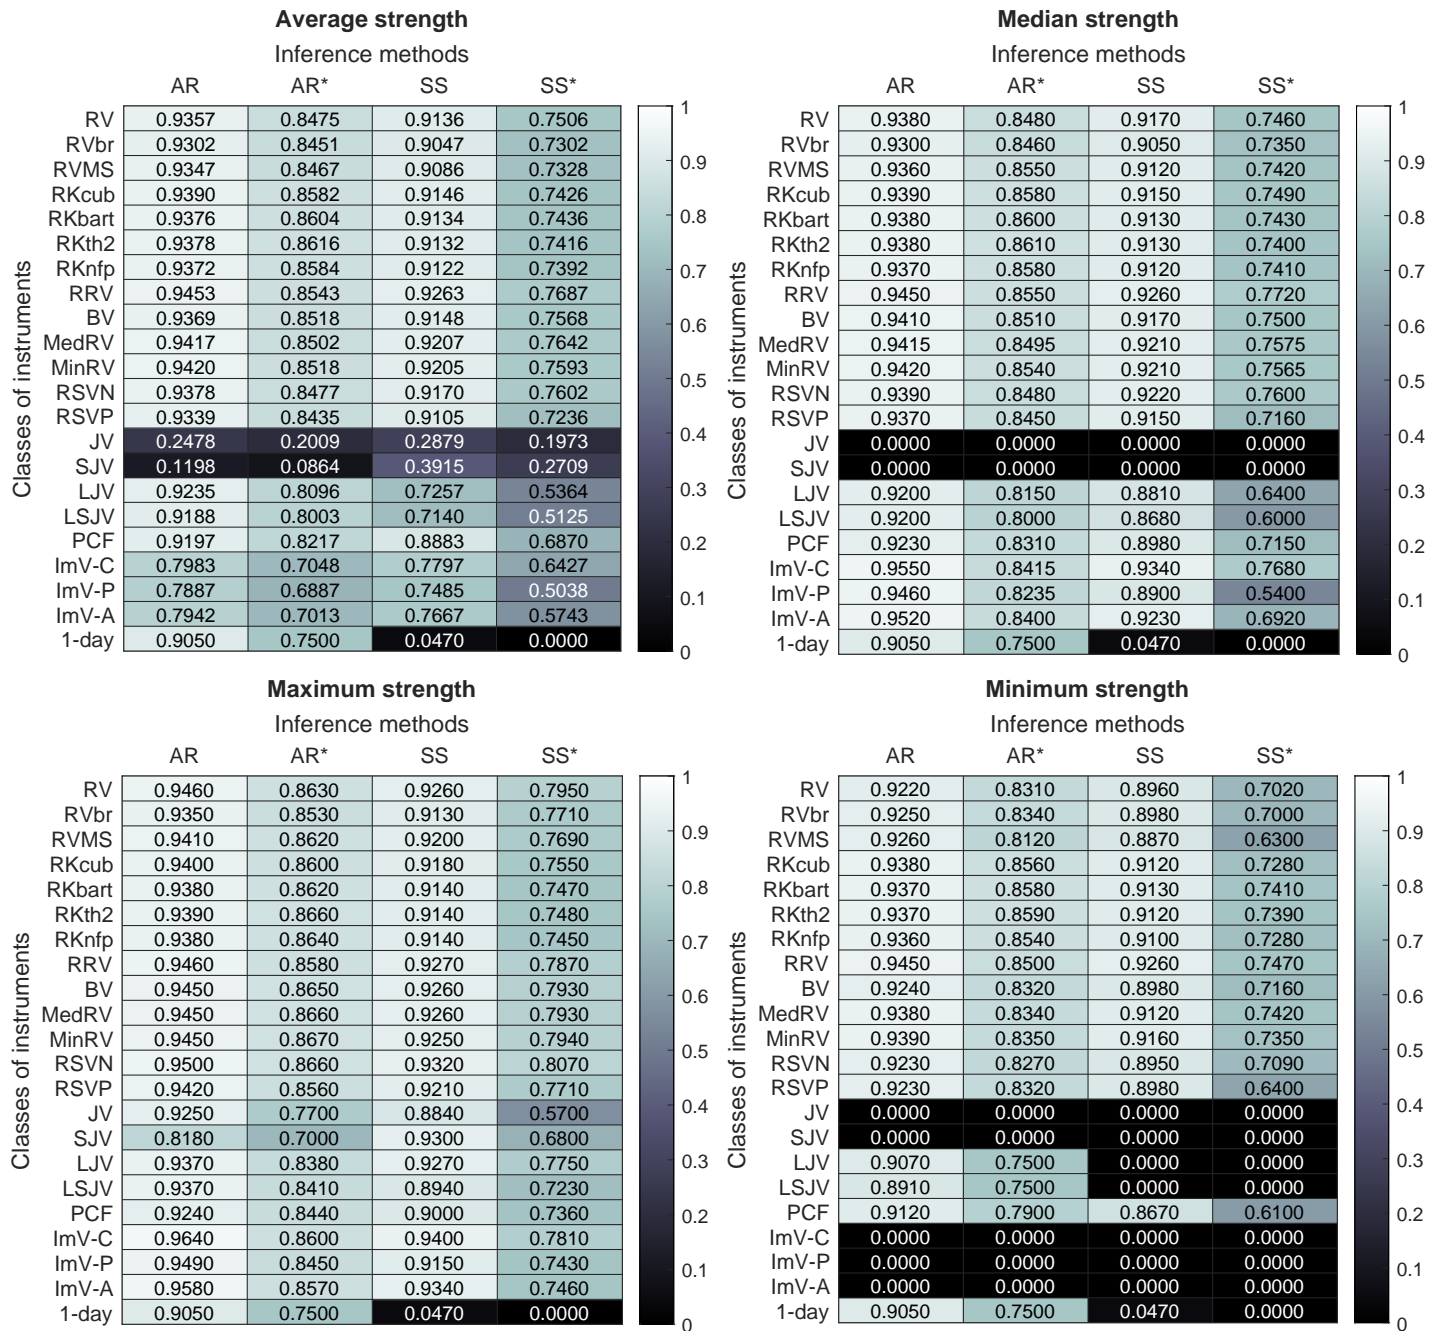 Average strength
Inference methods
AR AR* SS SS*
Classes of instruments
RV 0.9357 0.8475 0.9136 0.7506
RVbr 0.9302 0.8451 0.9047 0.7302
RVMS 0.9347 0.8467 0.9086 0.7328
RKcub 0.9390 0.8582 0.9146 0.7426
RKbart 0.9376 0.8604 0.9134 0.7436
RKth2 0.9378 0.8616 0.9132 0.7416
RKnfp 0.9372 0.8584 0.9122 0.7392
RRV 0.9453 0.8543 0.9263 0.7687
BV 0.9369 0.8518 0.9148 0.7568
MedRV 0.9417 0.8502 0.9207 0.7642
MinRV 0.9420 0.8518 0.9205 0.7593
RSVN 0.9378 0.8477 0.9170 0.7602
RSVP 0.9339 0.8435 0.9105 0.7236
JV 0.2478 0.2009 0.2879 0.1973
SJV 0.1198 0.0864 0.3915 0.2709
LJV 0.9235 0.8096 0.7257 0.5364
LSJV 0.9188 0.8003 0.7140 0.5125
PCF 0.9197 0.8217 0.8883 0.6870
ImV-C 0.7983 0.7048 0.7797 0.6427
ImV-P 0.7887 0.6887 0.7485 0.5038
ImV-A 0.7942 0.7013 0.7667 0.5743
1-day 0.9050 0.7500 0.0470 0.0000
1
0.9
0.8
0.7
0.6
0.5
0.4
0.3
0.2
0.1
0
Median strength
Inference methods
AR AR* SS SS*
Classes of instruments
RV 0.9380 0.8480 0.9170 0.7460
RVbr 0.9300 0.8460 0.9050 0.7350
RVMS 0.9360 0.8550 0.9120 0.7420
RKcub 0.9390 0.8580 0.9150 0.7490
RKbart 0.9380 0.8600 0.9130 0.7430
RKth2 0.9380 0.8610 0.9130 0.7400
RKnfp 0.9370 0.8580 0.9120 0.7410
RRV 0.9450 0.8550 0.9260 0.7720
BV 0.9410 0.8510 0.9170 0.7500
MedRV 0.9415 0.8495 0.9210 0.7575
MinRV 0.9420 0.8540 0.9210 0.7565
RSVN 0.9390 0.8480 0.9220 0.7600
RSVP 0.9370 0.8450 0.9150 0.7160
JV 0.0000 0.0000 0.0000 0.0000
SJV 0.0000 0.0000 0.0000 0.0000
LJV 0.9200 0.8150 0.8810 0.6400
LSJV 0.9200 0.8000 0.8680 0.6000
PCF 0.9230 0.8310 0.8980 0.7150
ImV-C 0.9550 0.8415 0.9340 0.7680
ImV-P 0.9460 0.8235 0.8900 0.5400
ImV-A 0.9520 0.8400 0.9230 0.6920
1-day 0.9050 0.7500 0.0470 0.0000
1
0.9
0.8
0.7
0.6
0.5
0.4
0.3
0.2
0.1
0
Maximum strength
Inference methods
AR AR* SS SS*
Classes of instruments
RV 0.9460 0.8630 0.9260 0.7950
RVbr 0.9350 0.8530 0.9130 0.7710
RVMS 0.9410 0.8620 0.9200 0.7690
RKcub 0.9400 0.8600 0.9180 0.7550
RKbart 0.9380 0.8620 0.9140 0.7470
RKth2 0.9390 0.8660 0.9140 0.7480
RKnfp 0.9380 0.8640 0.9140 0.7450
RRV 0.9460 0.8580 0.9270 0.7870
BV 0.9450 0.8650 0.9260 0.7930
MedRV 0.9450 0.8660 0.9260 0.7930
MinRV 0.9450 0.8670 0.9250 0.7940
RSVN 0.9500 0.8660 0.9320 0.8070
RSVP 0.9420 0.8560 0.9210 0.7710
JV 0.9250 0.7700 0.8840 0.5700
SJV 0.8180 0.7000 0.9300 0.6800
LJV 0.9370 0.8380 0.9270 0.7750
LSJV 0.9370 0.8410 0.8940 0.7230
PCF 0.9240 0.8440 0.9000 0.7360
ImV-C 0.9640 0.8600 0.9400 0.7810
ImV-P 0.9490 0.8450 0.9150 0.7430
ImV-A 0.9580 0.8570 0.9340 0.7460
1-day 0.9050 0.7500 0.0470 0.0000
1
0.9
0.8
0.7
0.6
0.5
0.4
0.3
0.2
0.1
0
Minimum strength
Inference methods
AR AR* SS SS*
Classes of instruments
RV 0.9220 0.8310 0.8960 0.7020
RVbr 0.9250 0.8340 0.8980 0.7000
RVMS 0.9260 0.8120 0.8870 0.6300
RKcub 0.9380 0.8560 0.9120 0.7280
RKbart 0.9370 0.8580 0.9130 0.7410
RKth2 0.9370 0.8590 0.9120 0.7390
RKnfp 0.9360 0.8540 0.9100 0.7280
RRV 0.9450 0.8500 0.9260 0.7470
BV 0.9240 0.8320 0.8980 0.7160
MedRV 0.9380 0.8340 0.9120 0.7420
MinRV 0.9390 0.8350 0.9160 0.7350
RSVN 0.9230 0.8270 0.8950 0.7090
RSVP 0.9230 0.8320 0.8980 0.6400
JV 0.0000 0.0000 0.0000 0.0000
SJV 0.0000 0.0000 0.0000 0.0000
LJV 0.9070 0.7500 0.0000 0.0000
LSJV 0.8910 0.7500 0.0000 0.0000
PCF 0.9120 0.7900 0.8670 0.6100
ImV-C 0.0000 0.0000 0.0000 0.0000
ImV-P 0.0000 0.0000 0.0000 0.0000
ImV-A 0.0000 0.0000 0.0000 0.0000
1-day 0.9050 0.7500 0.0470 0.0000
1
0.9
0.8
0.7
0.6
0.5
0.4
0.3
0.2
0.1
0